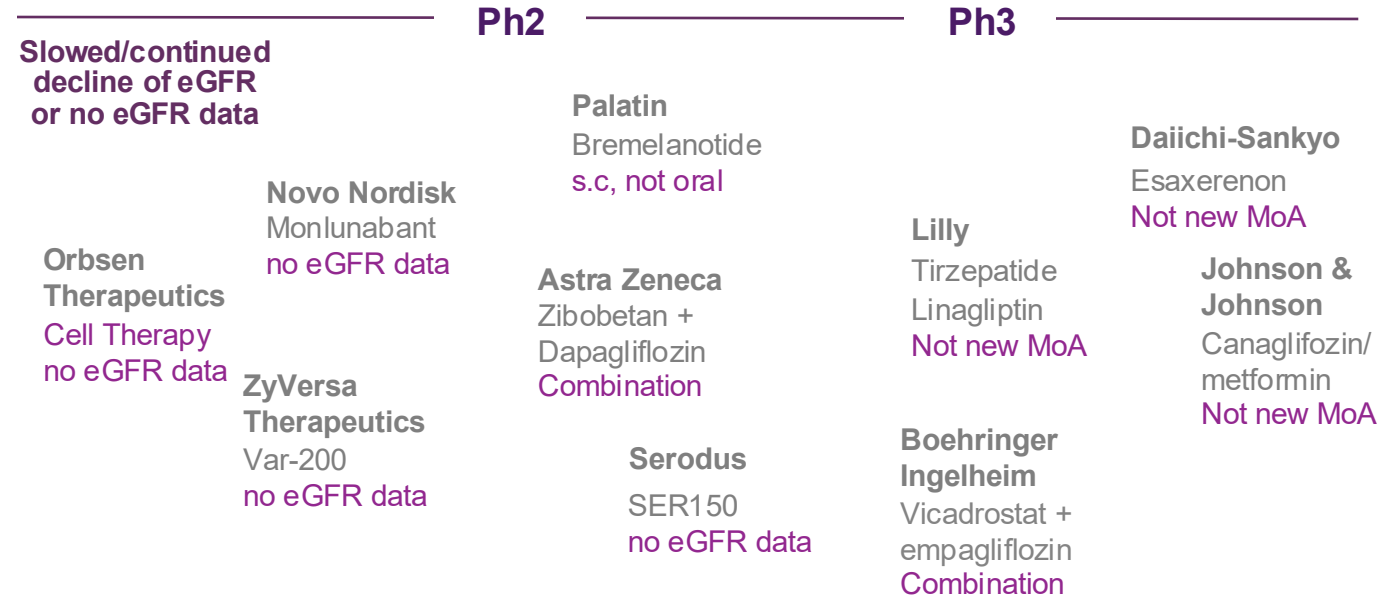 Ph2
Ph3
Slowed/continued
decline of eGFR
or no eGFR data
Orbsen
Therapeutics
Cell Therapy
no eGFR data
Novo Nordisk
Monlunabant
no eGFR data
ZyVersa
Therapeutics
Var-200
no eGFR data
Palatin
Bremelanotide
s.c, not oral
Astra Zeneca
Zibobetan +
Dapagliflozin
Combination
Serodus
SER150
no eGFR data
Lilly
Tirzepatide
Linagliptin
Not new MoA
Boehringer
Ingelheim
Vicadrostat +
empagliflozin
Combination
Daiichi-Sankyo
Esaxerenon
Not new MoA
Johnson &
Johnson
Canaglifozin/
metformin
Not new MoA